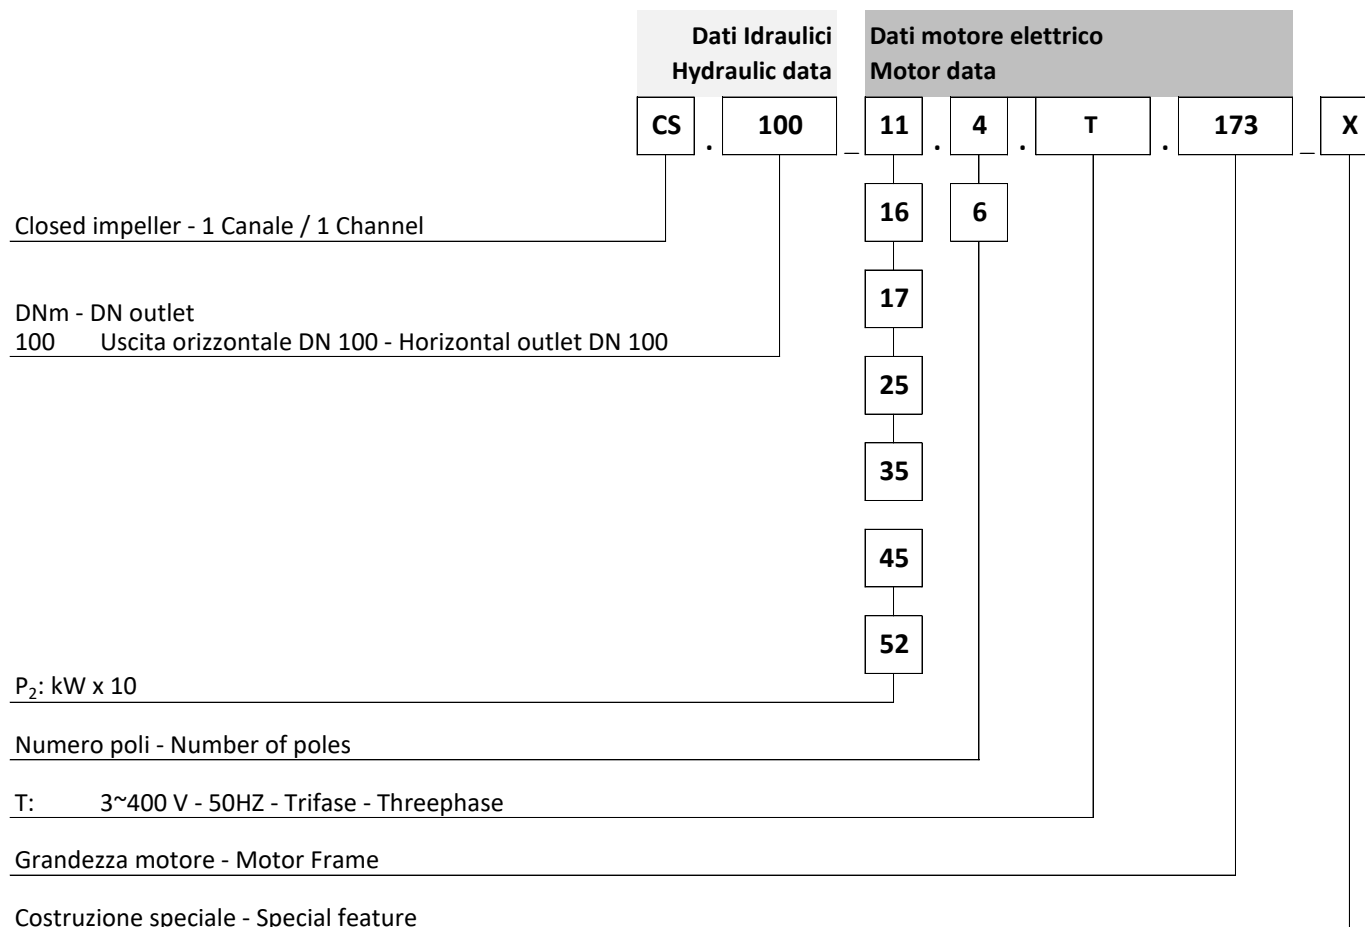 Dati Idraulici
Hydraulic data
Dati motore elettrico
Motor data
CS . 100 _ 11 . 4 . T . 173 _ X
16 6
Closed impeller - 1 Canale / 1 Channel
17
DNm - DN outlet
100 Uscita orizzontale DN 100 - Horizontal outlet DN 100
25
35
45
52
P₂: kW x 10
Numero poli - Number of poles
T: 3~400 V - 50HZ - Trifase - Threephase
Grandezza motore - Motor Frame
Costruzione speciale - Special feature